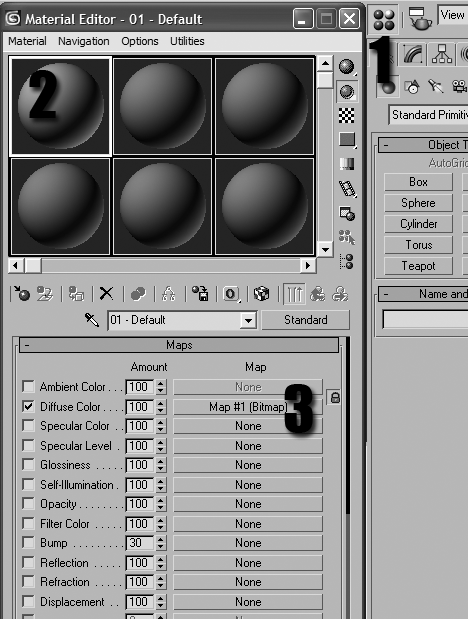 Material Editor - 01 - Default
View
Material Navigation Options Utilities
1
2
Standard Primitiv
Object T
AutoGrid
Box
Sphere
Cylinder
Torus
Teapot
Name and
01 - Default
Standard
Maps
Amount Map
Ambient Color . . . 100 None
Diffuse Color . . . . 100 Map #1 (Bitmap)
3
Specular Color . . 100 None
Specular Level . . 100 None
Glossiness . . . . . 100 None
Self-Illumination . 100 None
Opacity . . . . . . . 100 None
Filter Color . . . . . 100 None
Bump . . . . . . . . 30 None
Reflection . . . . . 100 None
Refraction . . . . . 100 None
Displacement . . 100 None